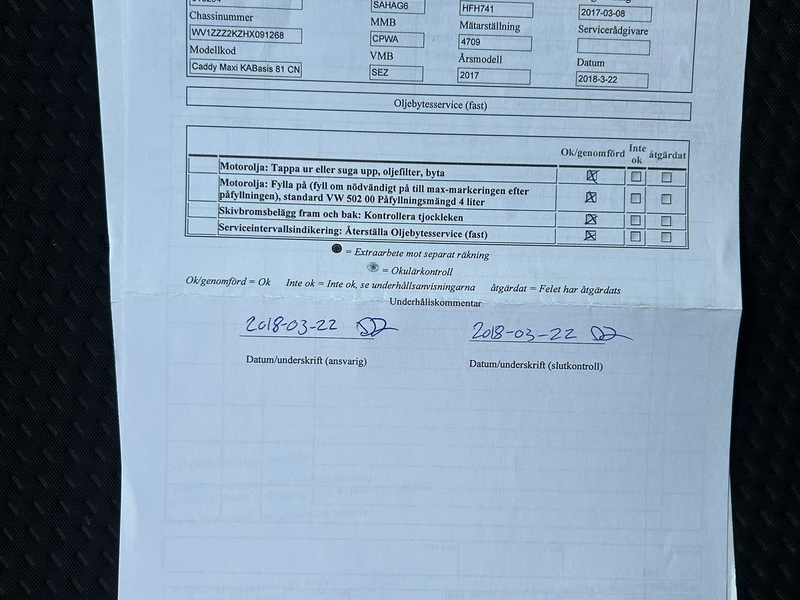 SAHAG6 HFH741 2017-03-08
Chassinummer MMB Mätarställning Servicerådgivare
WV1ZZZ2KZHX091268 CPWA 4709
Modellkod VMB Årsmodell Datum
Caddy Maxi KABasis 81 CN SEZ 2017 2018-3-22
Oljebytesservice (fast)
Ok/genomförd Inte ok åtgärdat
Motorolja: Tappa ur eller suga upp, oljefilter, byta
Motorolja: Fylla på (fyll om nödvändigt på till max-markeringen efter
påfyllningen), standard VW 502 00 Påfyllningsmängd 4 liter
Skivbromsbelägg fram och bak: Kontrollera tjockleken
Serviceintervallsindikering: Återställa Oljebytesservice (fast)
= Extraarbete mot separat räkning
= Okulärkontroll
Ok/genomförd = Ok Inte ok = Inte ok, se underhållsanvisningarna åtgärdat = Felet har åtgärdats
Underhållskommentar
2018-03-22 2018-03-22
Datum/underskrift (ansvarig) Datum/underskrift (slutkontroll)